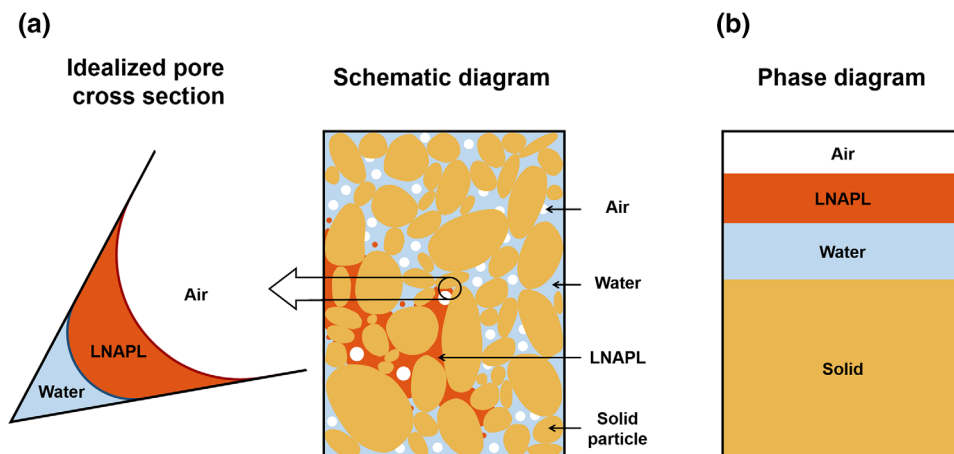 (a)
Idealized pore
cross section
Air
LNAPL
Water
Schematic diagram
Air
Water
LNAPL
Solid
particle
(b)
Phase diagram
Air
LNAPL
Water
Solid